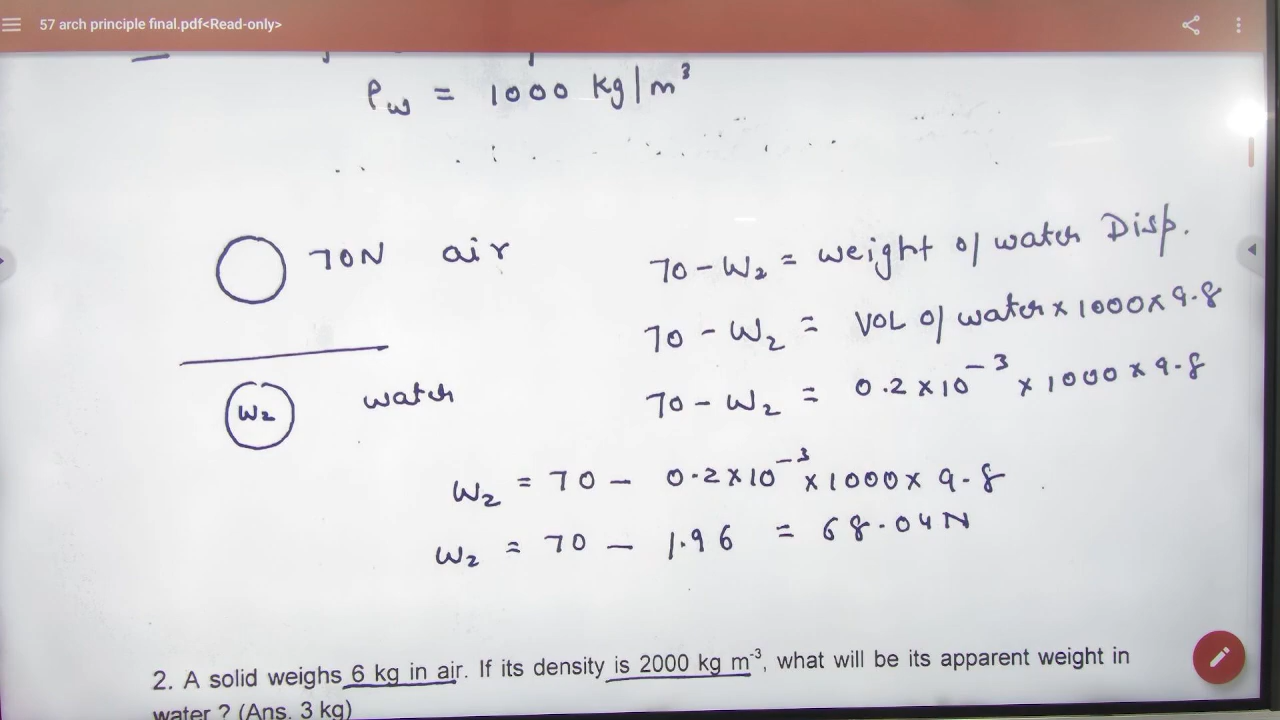 57 arch principle final.pdf<Read-only>
ρw = 1000 kg/m³
70N air
70 - W₂ = weight of water Disp.
70 - W₂ = VOL of water × 1000 × 9.8
W₂ water
70 - W₂ = 0.2 × 10⁻³ × 1000 × 9.8
W₂ = 70 - 0.2 × 10⁻³ × 1000 × 9.8
W₂ = 70 - 1.96 = 68.04N
2. A solid weighs 6 kg in air. If its density is 2000 kg m⁻³, what will be its apparent weight in
water ? (Ans. 3 kg)